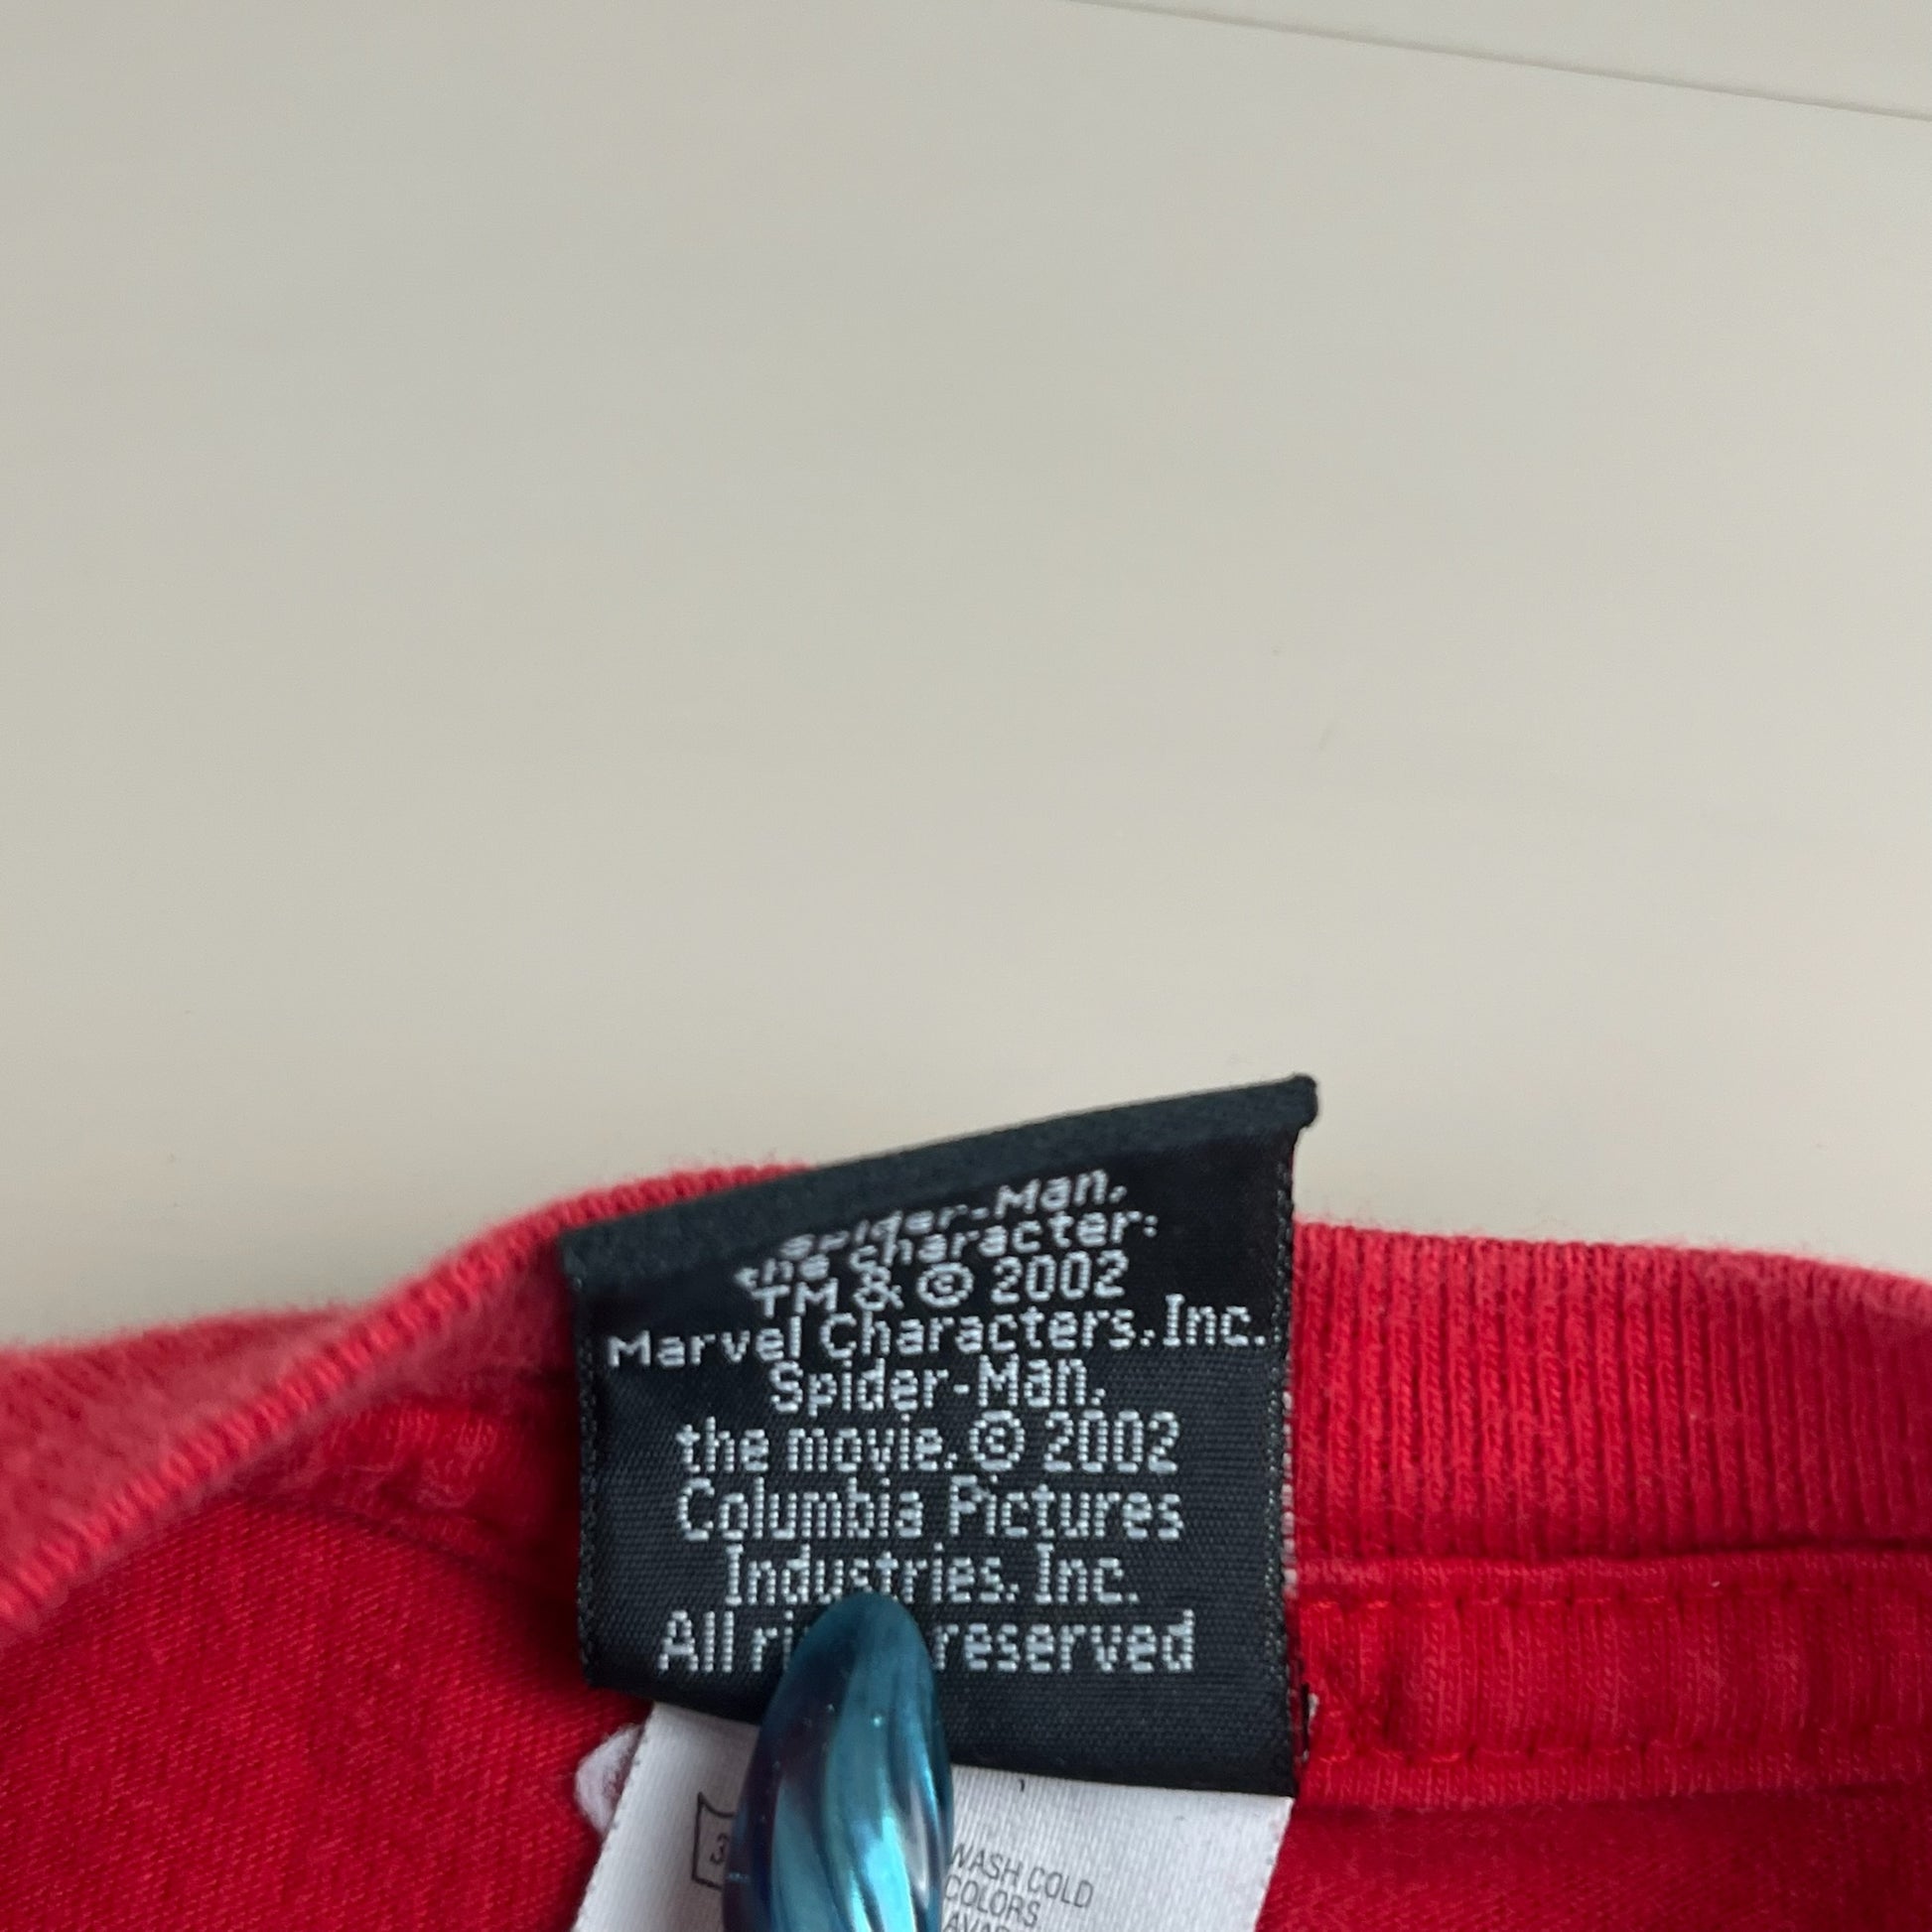 Spider-Man,
the character:
TM & © 2002
Marvel Characters, Inc.
Spider-Man,
the movie, © 2002
Columbia Pictures
Industries, Inc.
All reserved
WASH COLD
COLORS